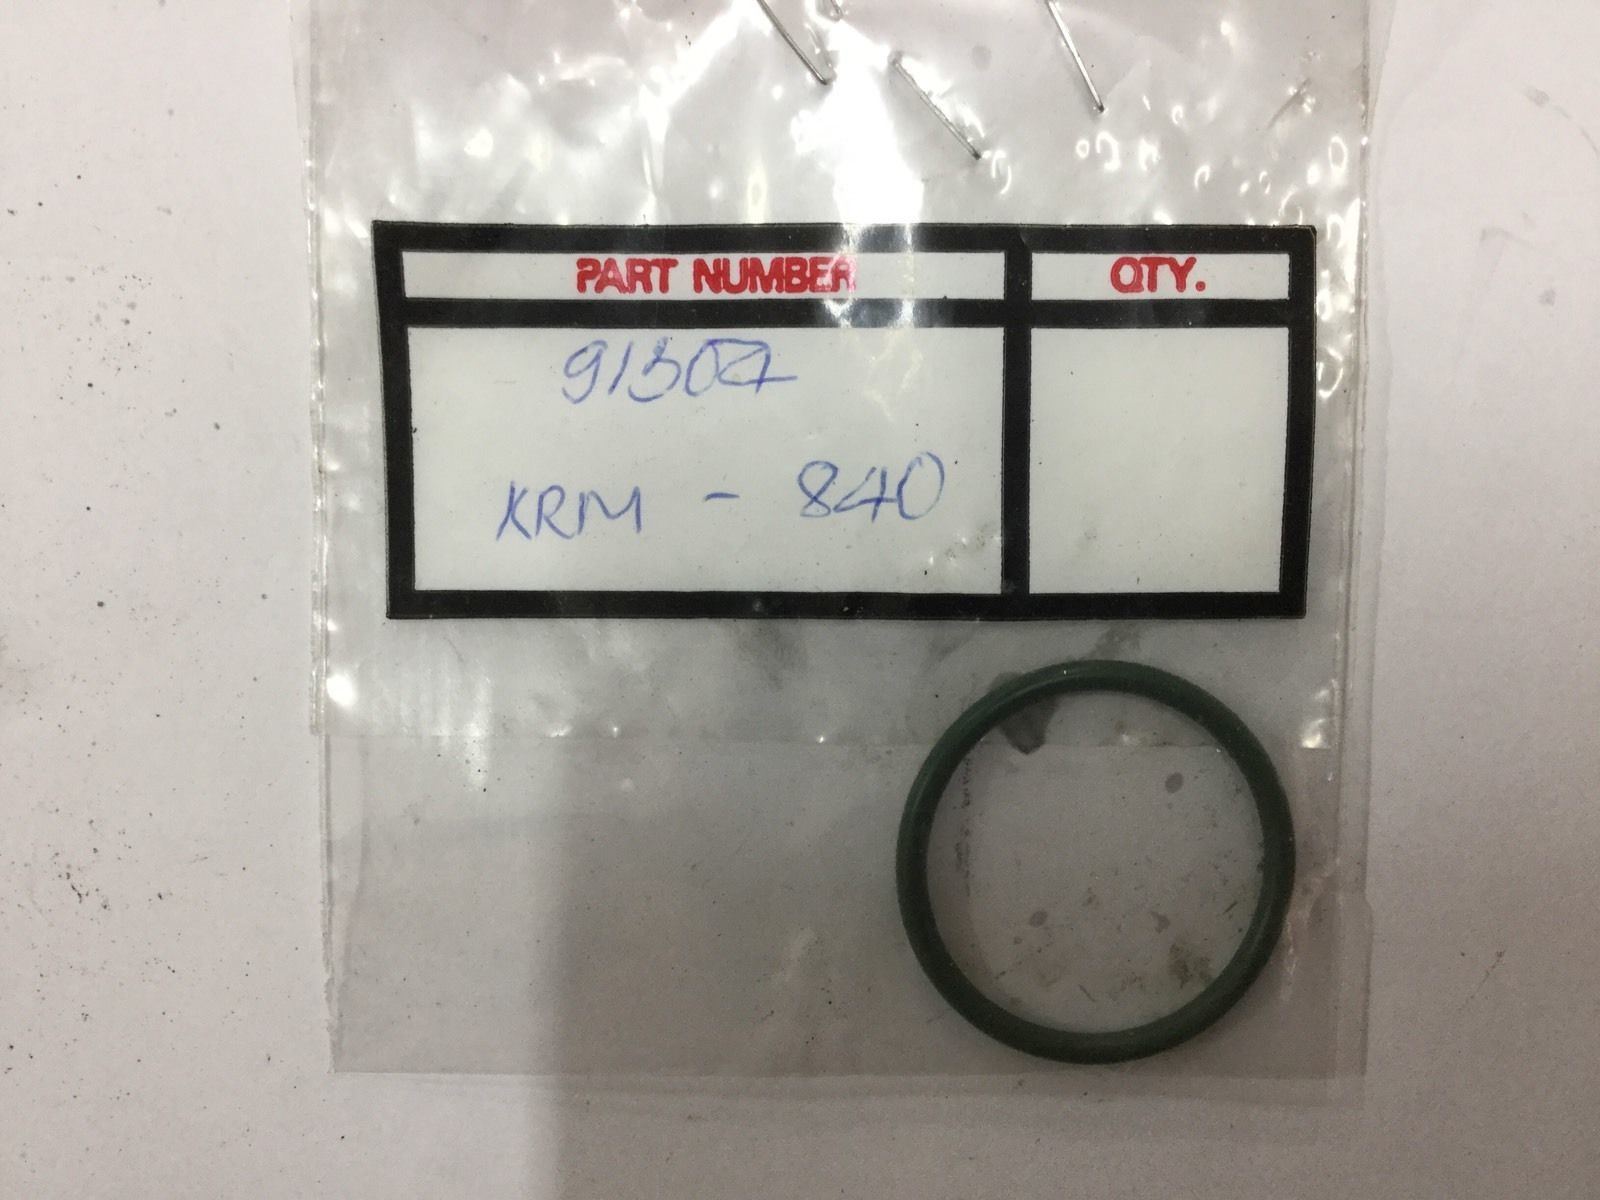 PART NUMBER QTY.
91307
KRM - 840